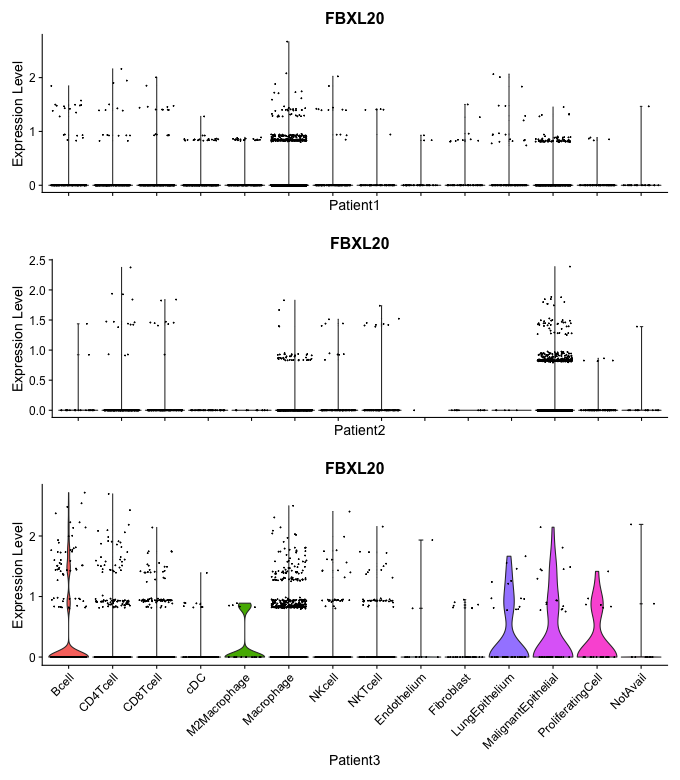 FBXL20
Expression Level
2
1
0
Patient1
FBXL20
Expression Level
2.5
2.0
1.5
1.0
0.5
0.0
Patient2
FBXL20
Expression Level
2
1
0
Bcell
CD4Tcell
CD8Tcell
cDC
M2Macrophage
Macrophage
NKcell
NKTcell
Endothelium
Fibroblast
LungEpithelium
MalignantEpithelial
ProliferatingCell
NotAvail
Patient3